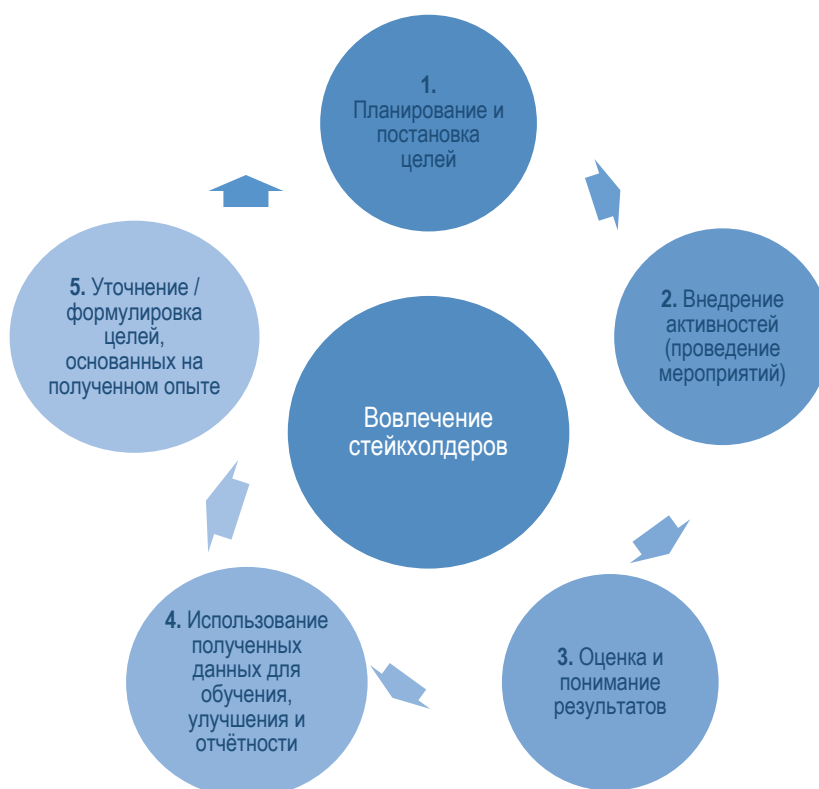 1.
Планирование и
постановка
целей
2. Внедрение
активностей
(проведение
мероприятий)
3. Оценка и
понимание
результатов
4. Использование
полученных
данных для
обучения,
улучшения и
отчётности
5. Уточнение /
формулировка
целей,
основанных на
полученном опыте
Вовлечение
стейкхолдеров